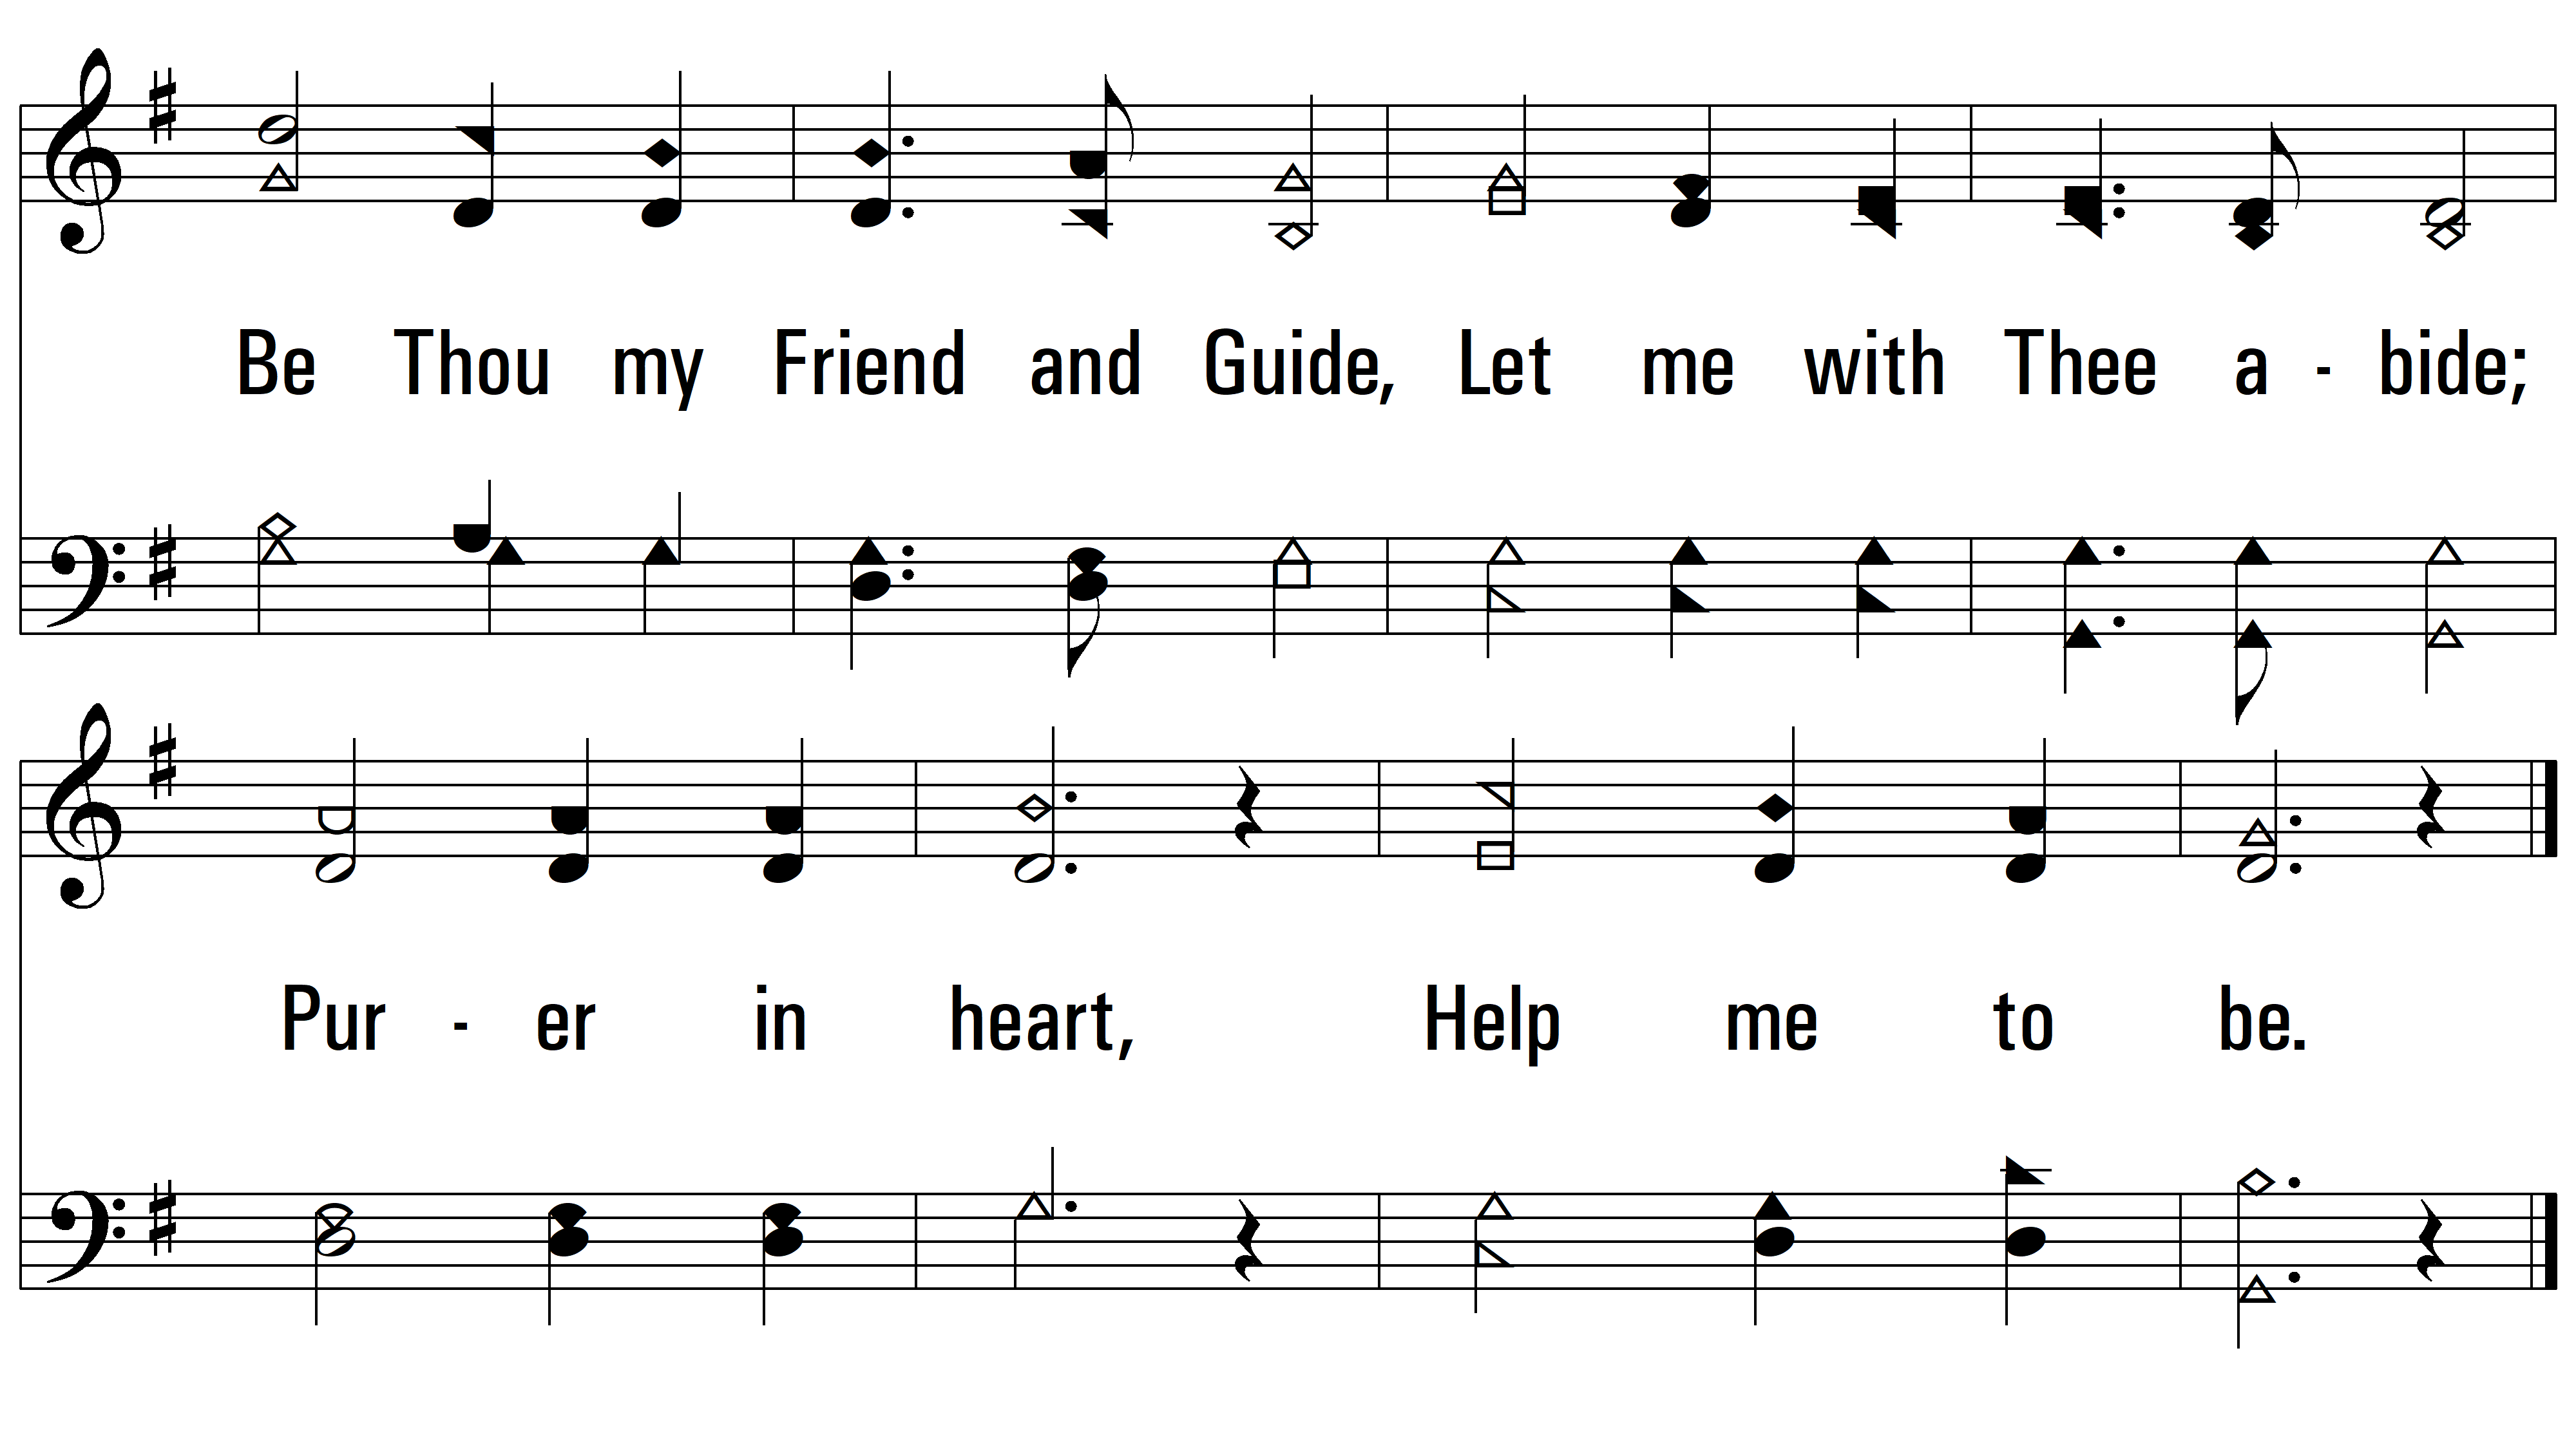 Be Thou my Friend and Guide, Let me with Thee a - bide;
Pur - er in heart, Help me to be.